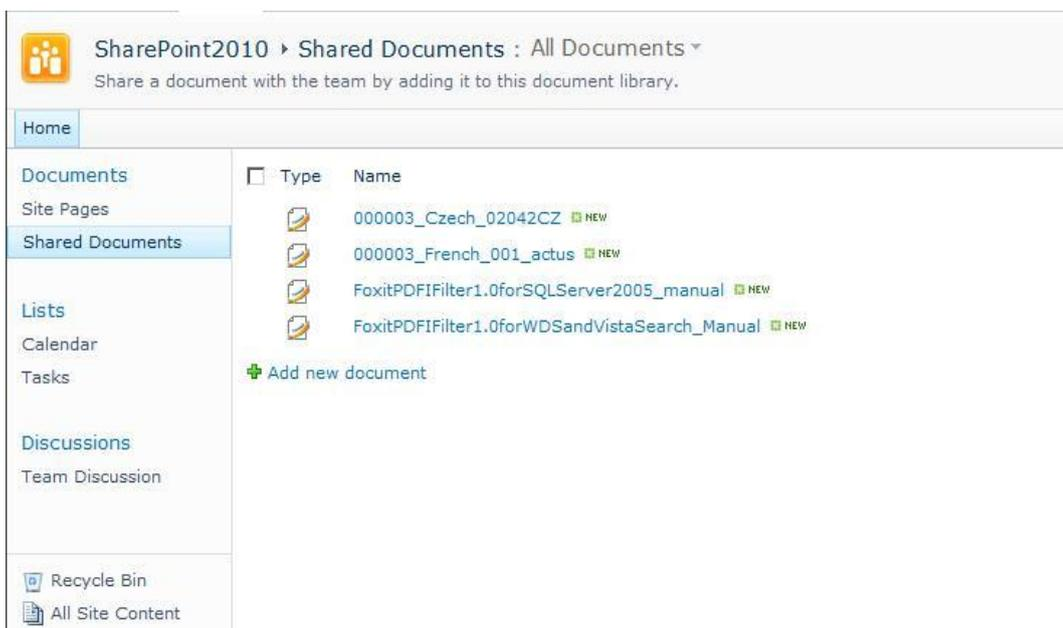 SharePoint2010 ▸ Shared Documents : All Documents
Share a document with the team by adding it to this document library.
Home
Documents
Site Pages
Shared Documents
Lists
Calendar
Tasks
Discussions
Team Discussion
Recycle Bin
All Site Content
Type Name
000003_Czech_02042CZ NEW
000003_French_001_actus NEW
FoxitPDFIFilter1.0forSQLServer2005_manual NEW
FoxitPDFIFilter1.0forWDSandVistaSearch_Manual NEW
Add new document